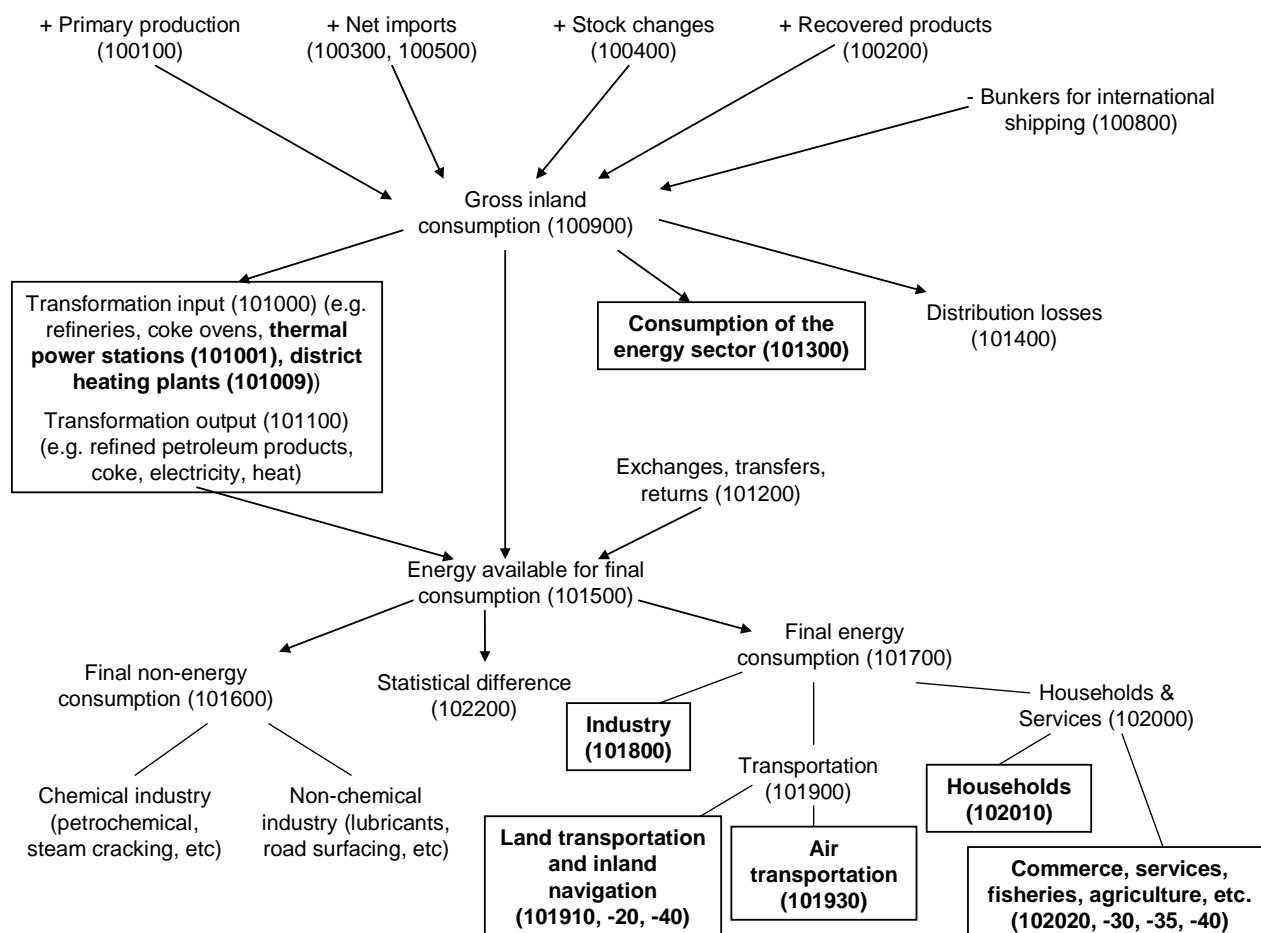 + Primary production
(100100)
+ Net imports
(100300, 100500)
+ Stock changes
(100400)
+ Recovered products
(100200)
- Bunkers for international
shipping (100800)
Gross inland
consumption (100900)
Transformation input (101000) (e.g.
refineries, coke ovens, thermal
power stations (101001), district
heating plants (101009))
Transformation output (101100)
(e.g. refined petroleum products,
coke, electricity, heat)
Consumption of the
energy sector (101300)
Distribution losses
(101400)
Exchanges, transfers,
returns (101200)
Energy available for final
consumption (101500)
Final non-energy
consumption (101600)
Statistical difference
(102200)
Final energy
consumption (101700)
Industry
(101800)
Transportation
(101900)
Households &
Services (102000)
Households
(102010)
Chemical industry
(petrochemical,
steam cracking, etc)
Non-chemical
industry (lubricants,
road surfacing, etc)
Land transportation
and inland
navigation
(101910, -20, -40)
Air
transportation
(101930)
Commerce, services,
fisheries, agriculture, etc.
(102020, -30, -35, -40)